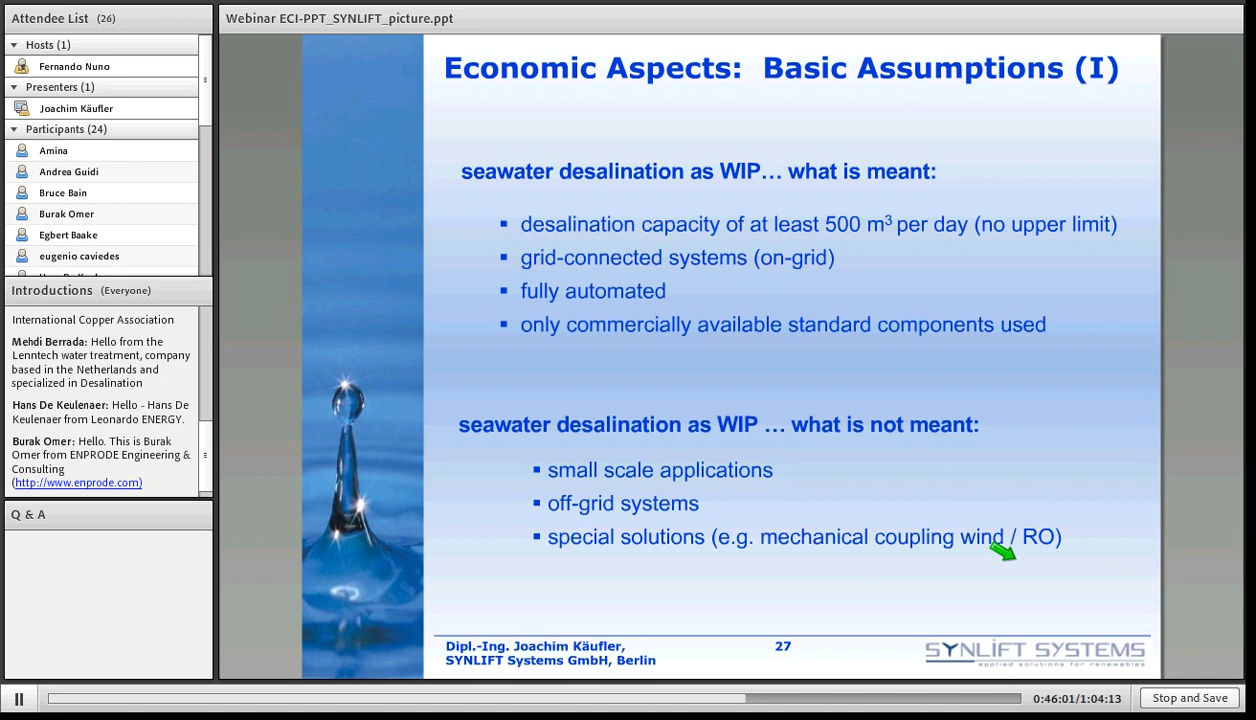 Attendee List (26)
Hosts (1)
Fernando Nuno
Presenters (1)
Joachim Käufler
Participants (24)
Amina
Andrea Guidi
Bruce Bain
Burak Omer
Egbert Baake
eugenio caviedes
Introductions (Everyone)
International Copper Association
Mehdi Berrada: Hello from the
Lenntech water treatment, company
based in the Netherlands and
specialized in Desalination
Hans De Keulenaer: Hello - Hans De
Keulenaer from Leonardo ENERGY.
Burak Omer: Hello. This is Burak
Omer from ENPRODE Engineering &
Consulting
(http://www.enprode.com)
Q & A
Webinar ECI-PPT_SYNLIFT_picture.ppt
Economic Aspects: Basic Assumptions (I)
seawater desalination as WIP... what is meant:
▪ desalination capacity of at least 500 m³ per day (no upper limit)
▪ grid-connected systems (on-grid)
▪ fully automated
▪ only commercially available standard components used
seawater desalination as WIP ... what is not meant:
▪ small scale applications
▪ off-grid systems
▪ special solutions (e.g. mechanical coupling wind / RO)
Dipl.-Ing. Joachim Käufler,
SYNLIFT Systems GmbH, Berlin
27
SYNLIFT SYSTEMS
applied solutions for renewables
0:46:01/1:04:13
Stop and Save